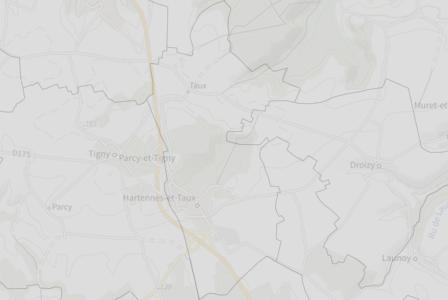 Taux
Muret-et
D175
Tigny
Parcy-et-Tigny
Droizy
Hartennes-et-Taux
Parcy
Launoy